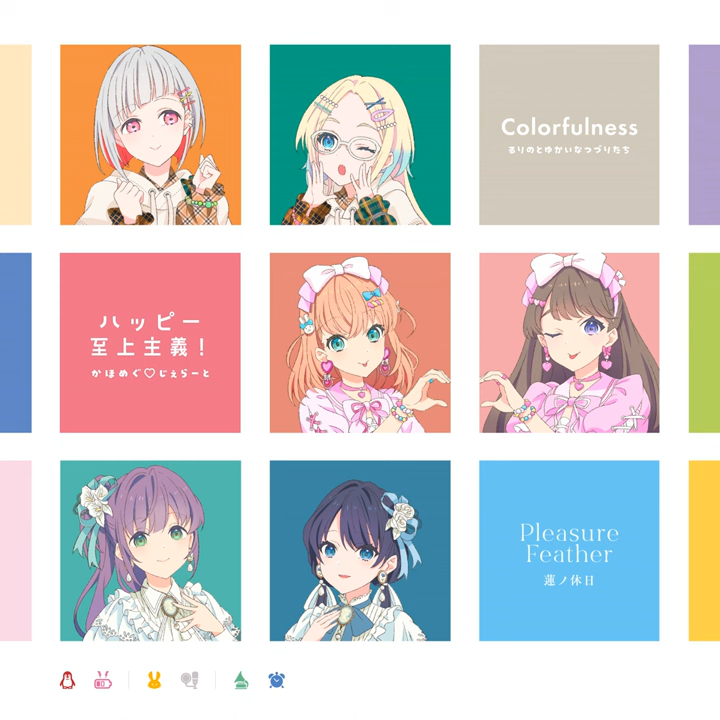 Colorfulness
るりのとゆかいなつづりたち
ハッピー
至上主義！
かほめぐ♡じぇらーと
Pleasure
Feather
蓮ノ休日